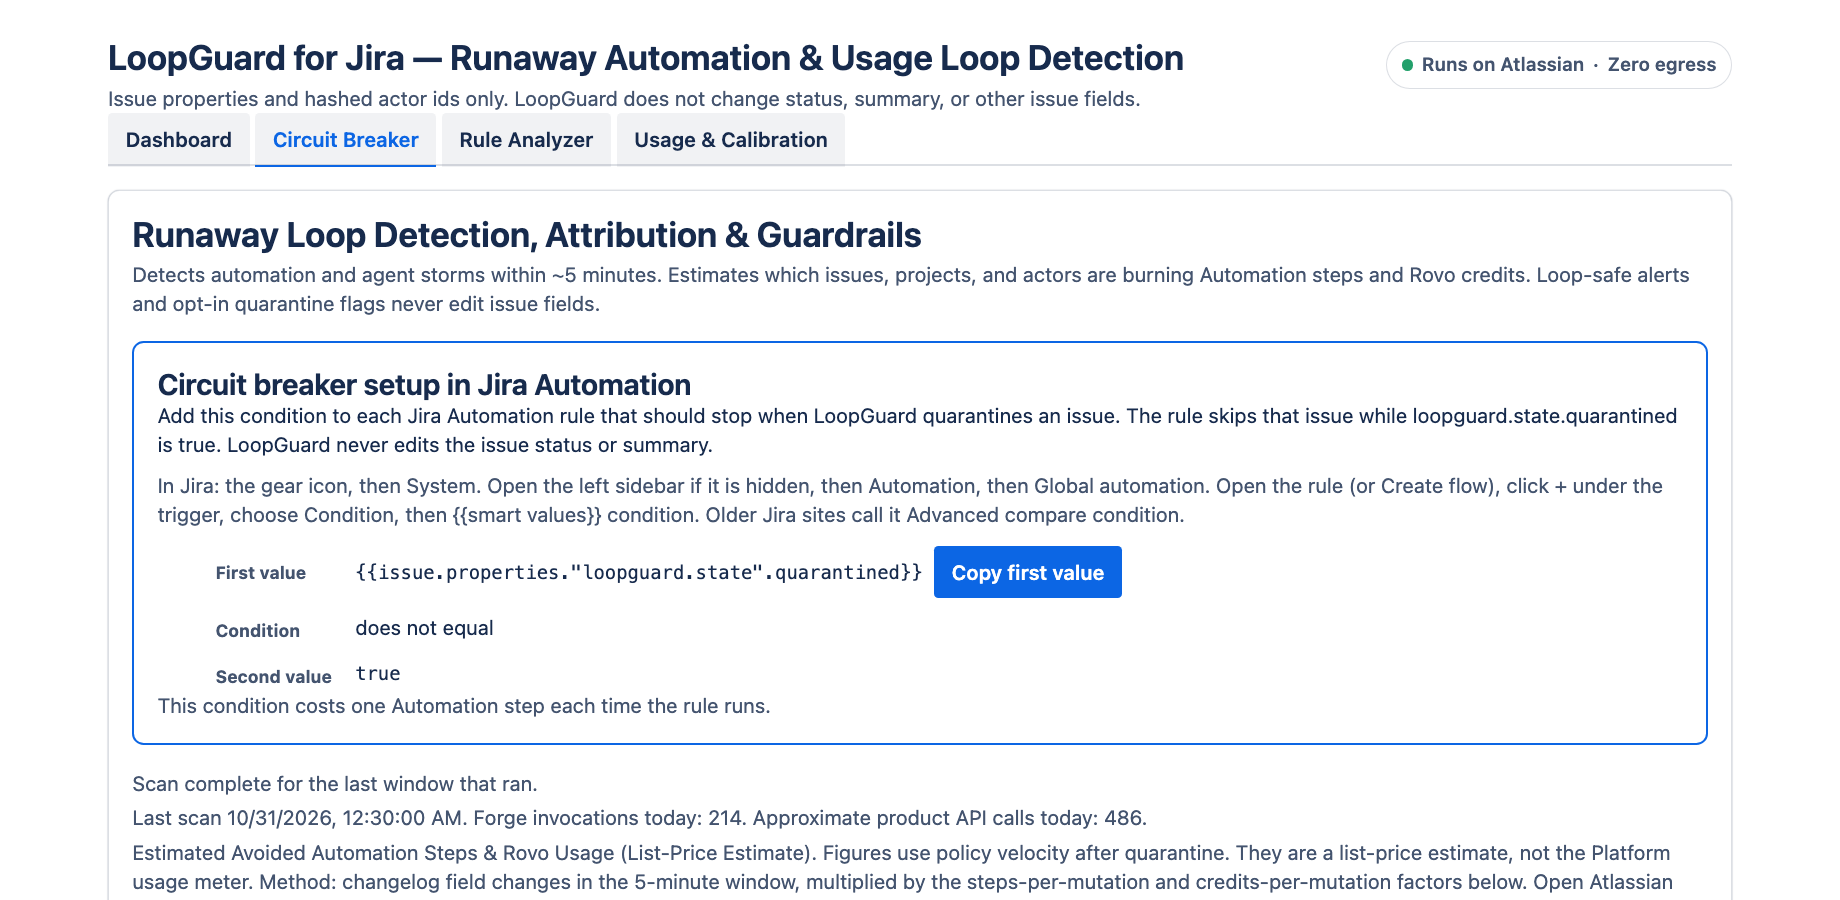 LoopGuard for Jira — Runaway Automation & Usage Loop Detection
Runs on Atlassian · Zero egress
Issue properties and hashed actor ids only. LoopGuard does not change status, summary, or other issue fields.
Dashboard
Circuit Breaker
Rule Analyzer
Usage & Calibration
Runaway Loop Detection, Attribution & Guardrails
Detects automation and agent storms within ~5 minutes. Estimates which issues, projects, and actors are burning Automation steps and Rovo credits. Loop-safe alerts
and opt-in quarantine flags never edit issue fields.
Circuit breaker setup in Jira Automation
Add this condition to each Jira Automation rule that should stop when LoopGuard quarantines an issue. The rule skips that issue while loopguard.state.quarantined
is true. LoopGuard never edits the issue status or summary.
In Jira: the gear icon, then System. Open the left sidebar if it is hidden, then Automation, then Global automation. Open the rule (or Create flow), click + under the
trigger, choose Condition, then {{smart values}} condition. Older Jira sites call it Advanced compare condition.
First value {{issue.properties."loopguard.state".quarantined}} Copy first value
Condition does not equal
Second value true
This condition costs one Automation step each time the rule runs.
Scan complete for the last window that ran.
Last scan 10/31/2026, 12:30:00 AM. Forge invocations today: 214. Approximate product API calls today: 486.
Estimated Avoided Automation Steps & Rovo Usage (List-Price Estimate). Figures use policy velocity after quarantine. They are a list-price estimate, not the Platform
usage meter. Method: changelog field changes in the 5-minute window, multiplied by the steps-per-mutation and credits-per-mutation factors below. Open Atlassian